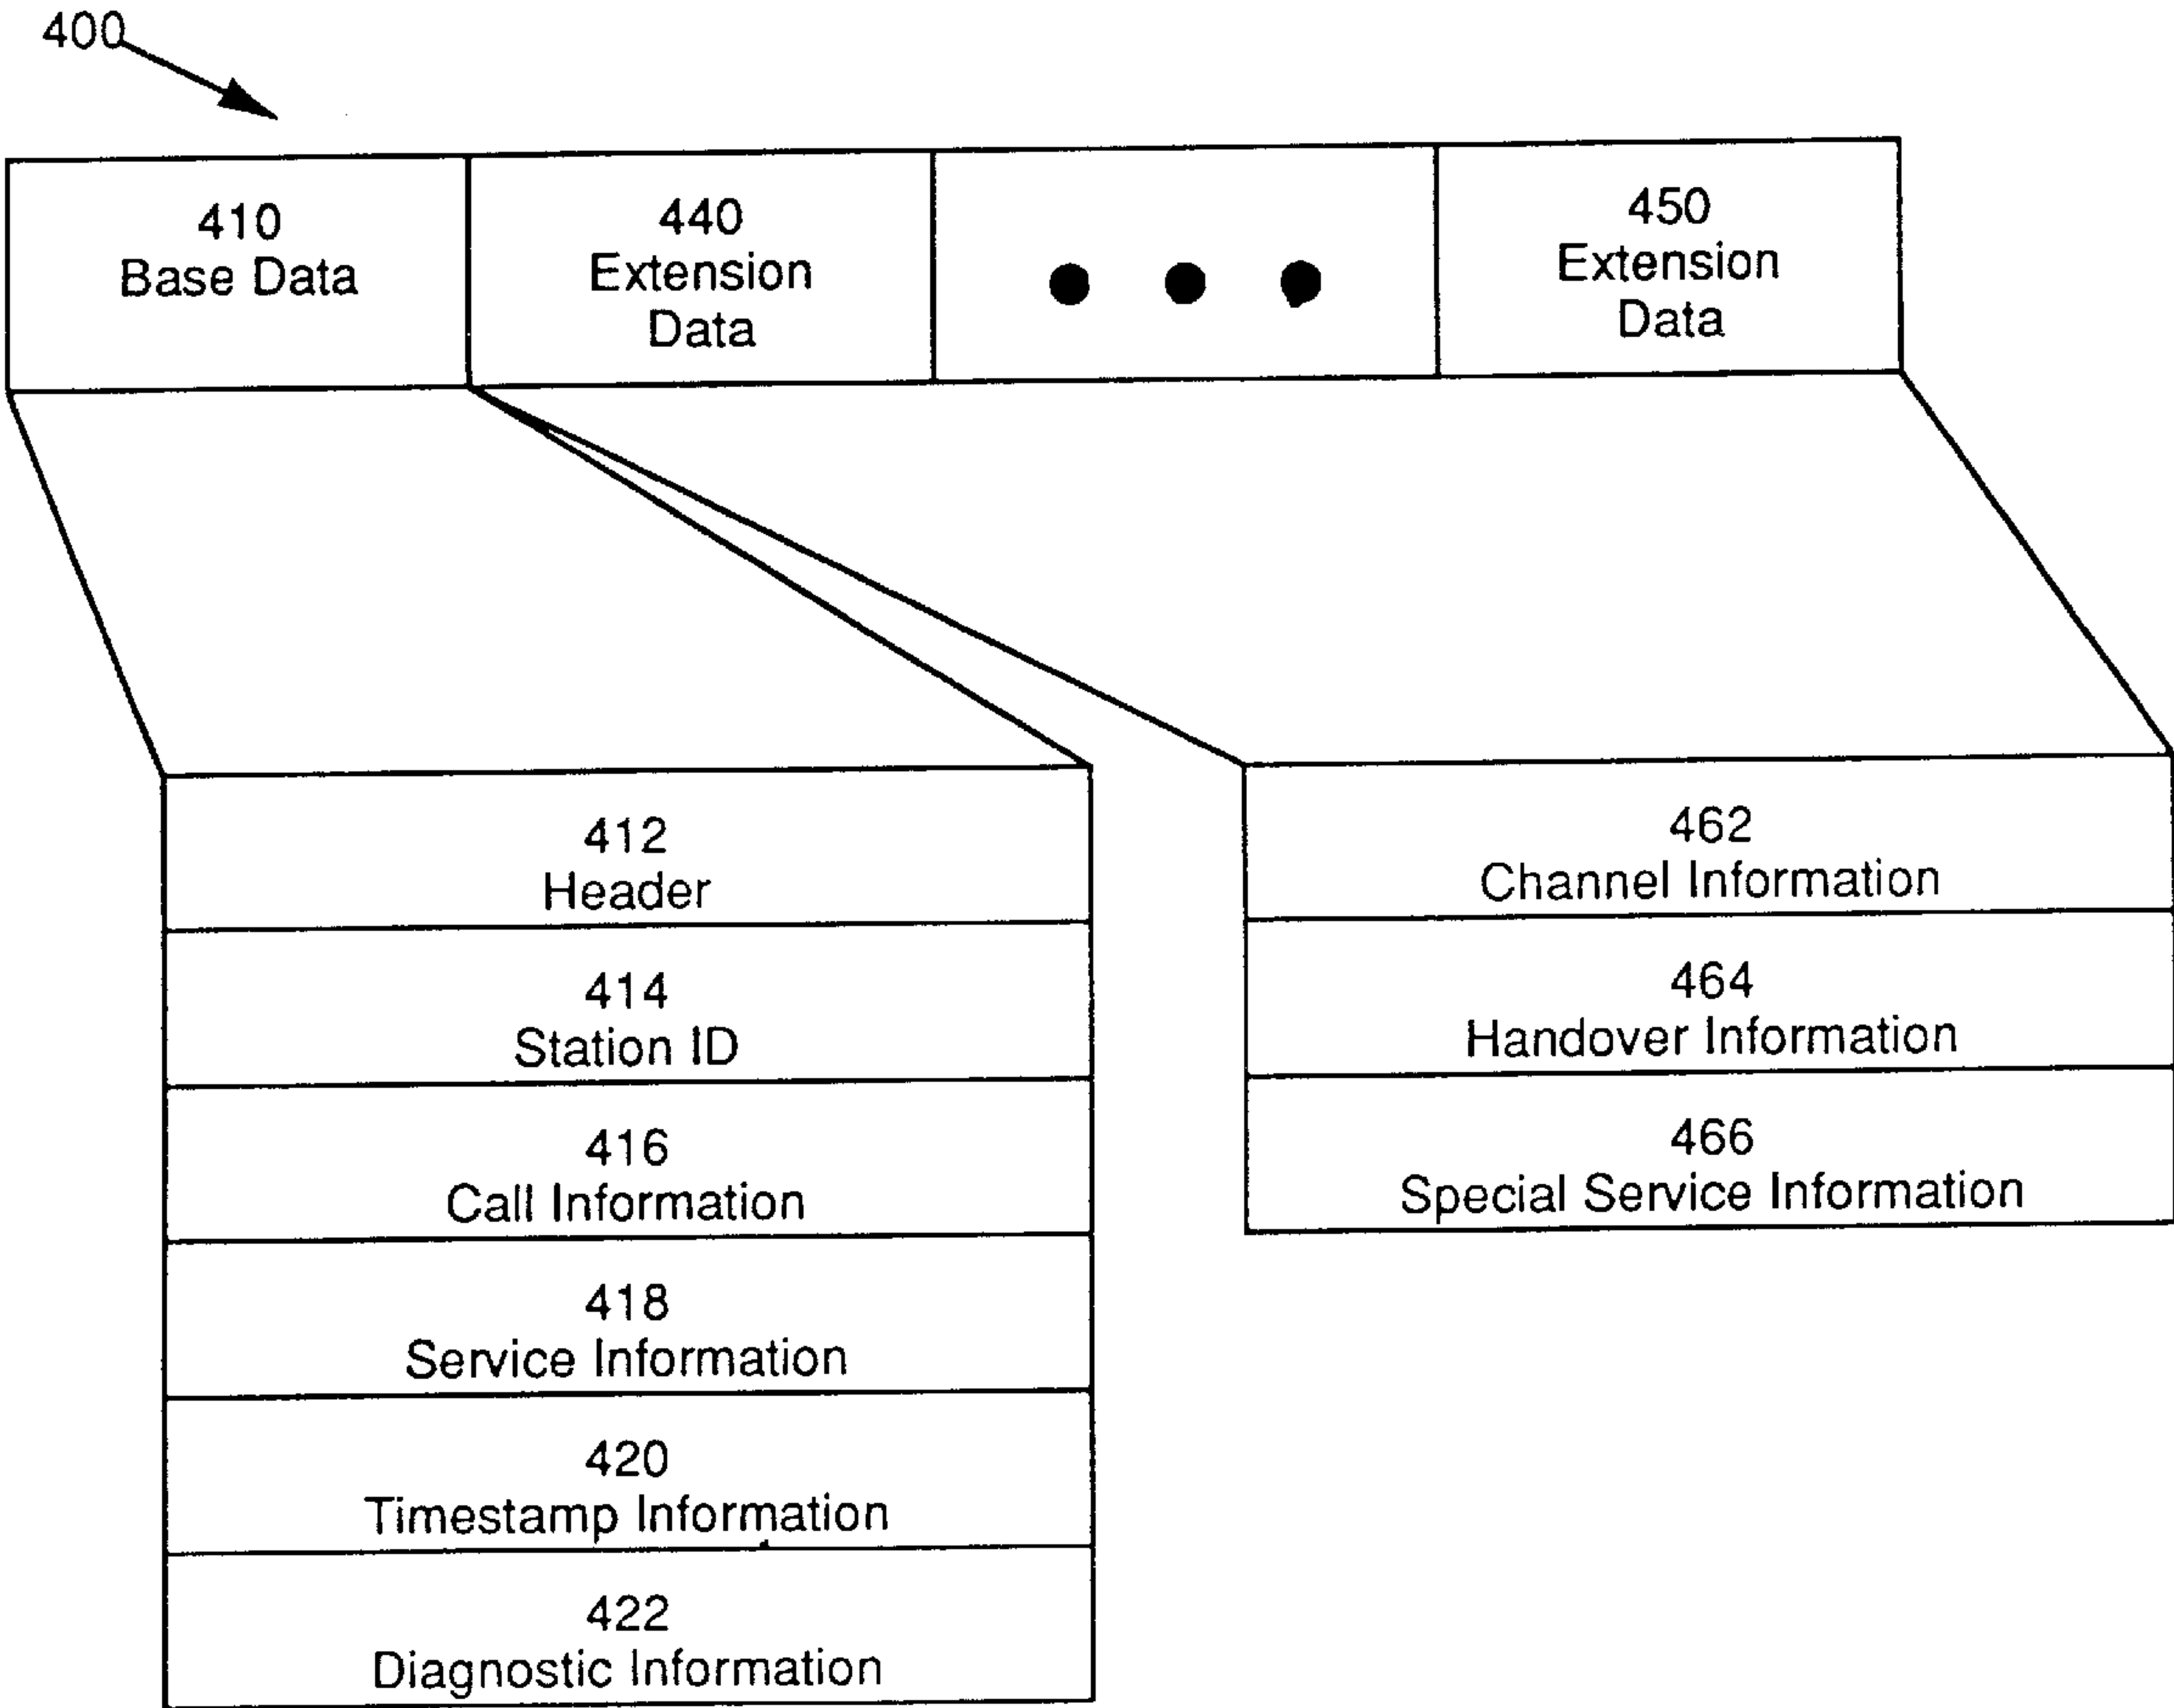 400
410
Base Data
440
Extension
Data
450
Extension
Data
412
Header
414
Station ID
416
Call Information
418
Service Information
420
Timestamp Information
422
Diagnostic Information
462
Channel Information
464
Handover Information
466
Special Service Information